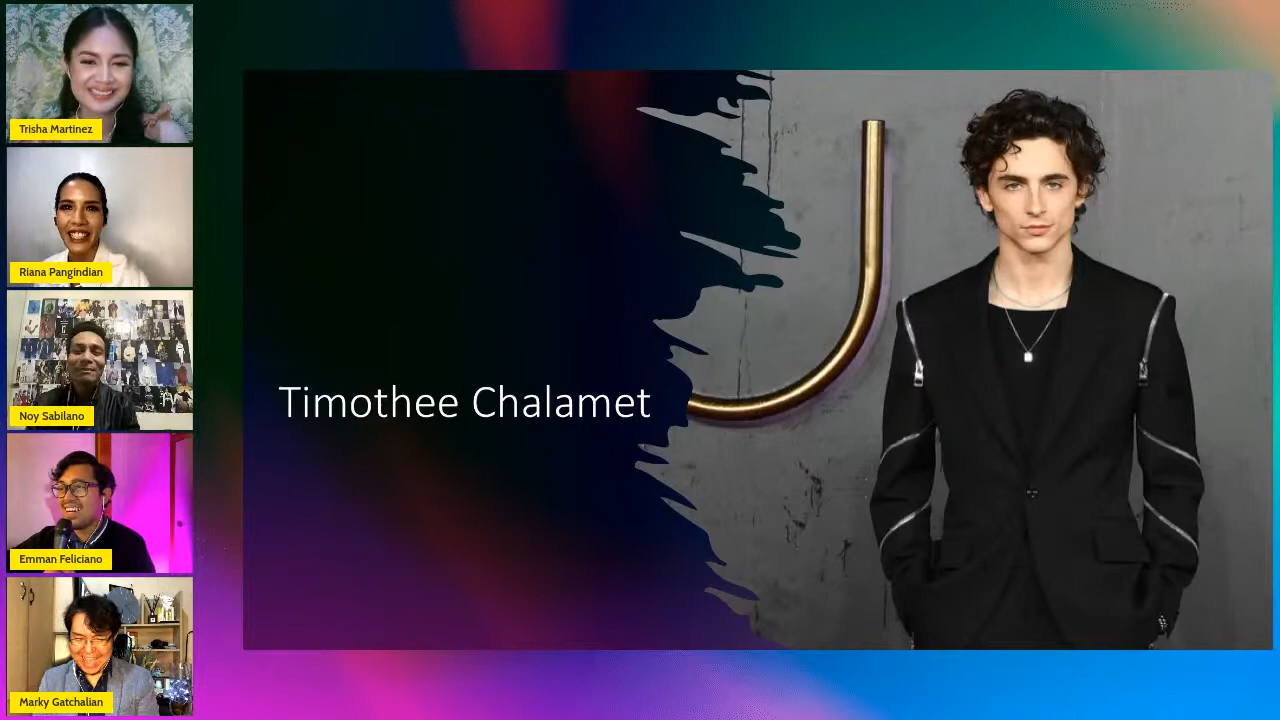 Trisha Martinez
Riana Pangindian
Noy Sabilano
Emman Feliciano
Marky Gatchalian
Timothee Chalamet